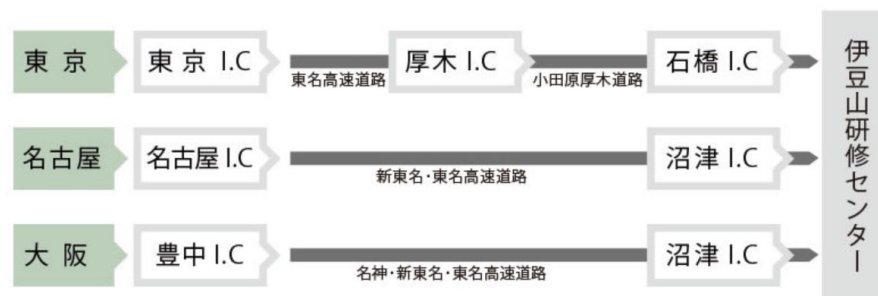 東京
東京 I.C
東名高速道路
厚木 I.C
小田原厚木道路
石橋 I.C
名古屋
名古屋 I.C
新東名・東名高速道路
沼津 I.C
大阪
豊中 I.C
名神・新東名・東名高速道路
沼津 I.C
伊豆山研修センター